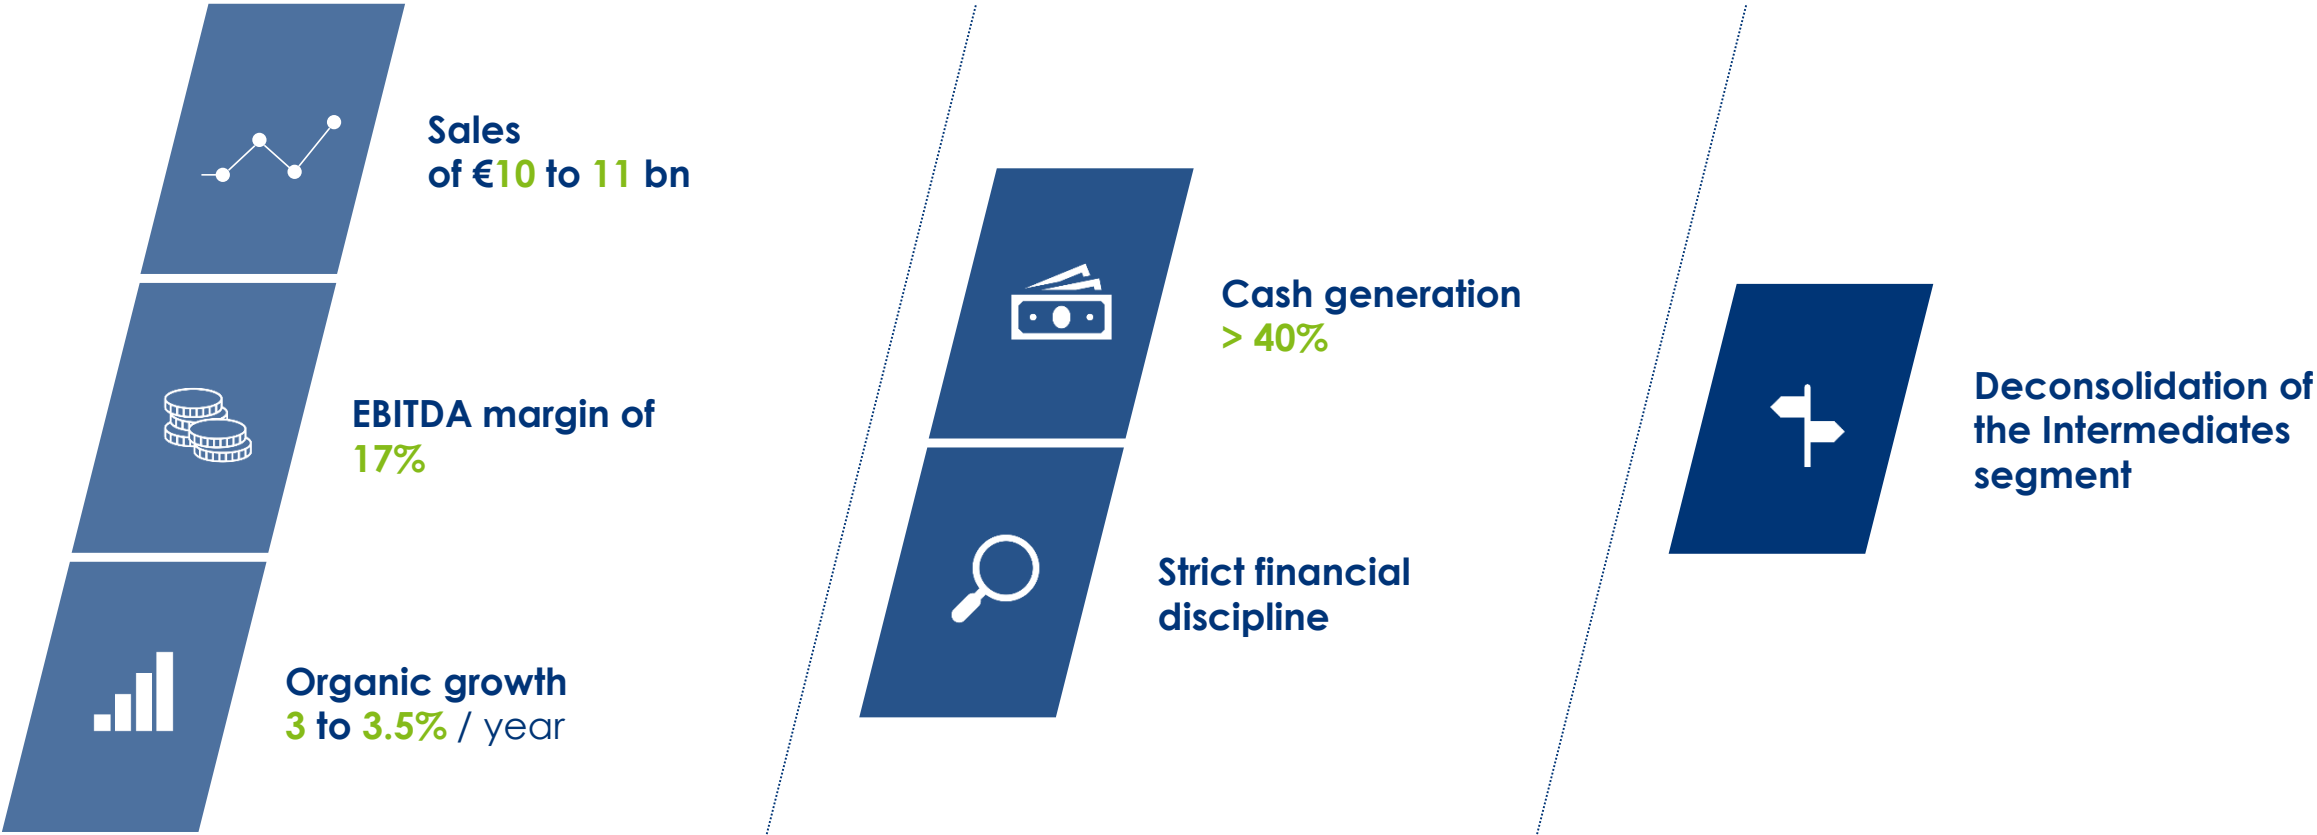 Sales
of €10 to 11 bn
EBITDA margin of
17%
Organic growth
3 to 3.5% / year
Cash generation
> 40%
Strict financial
discipline
Deconsolidation of
the Intermediates
segment